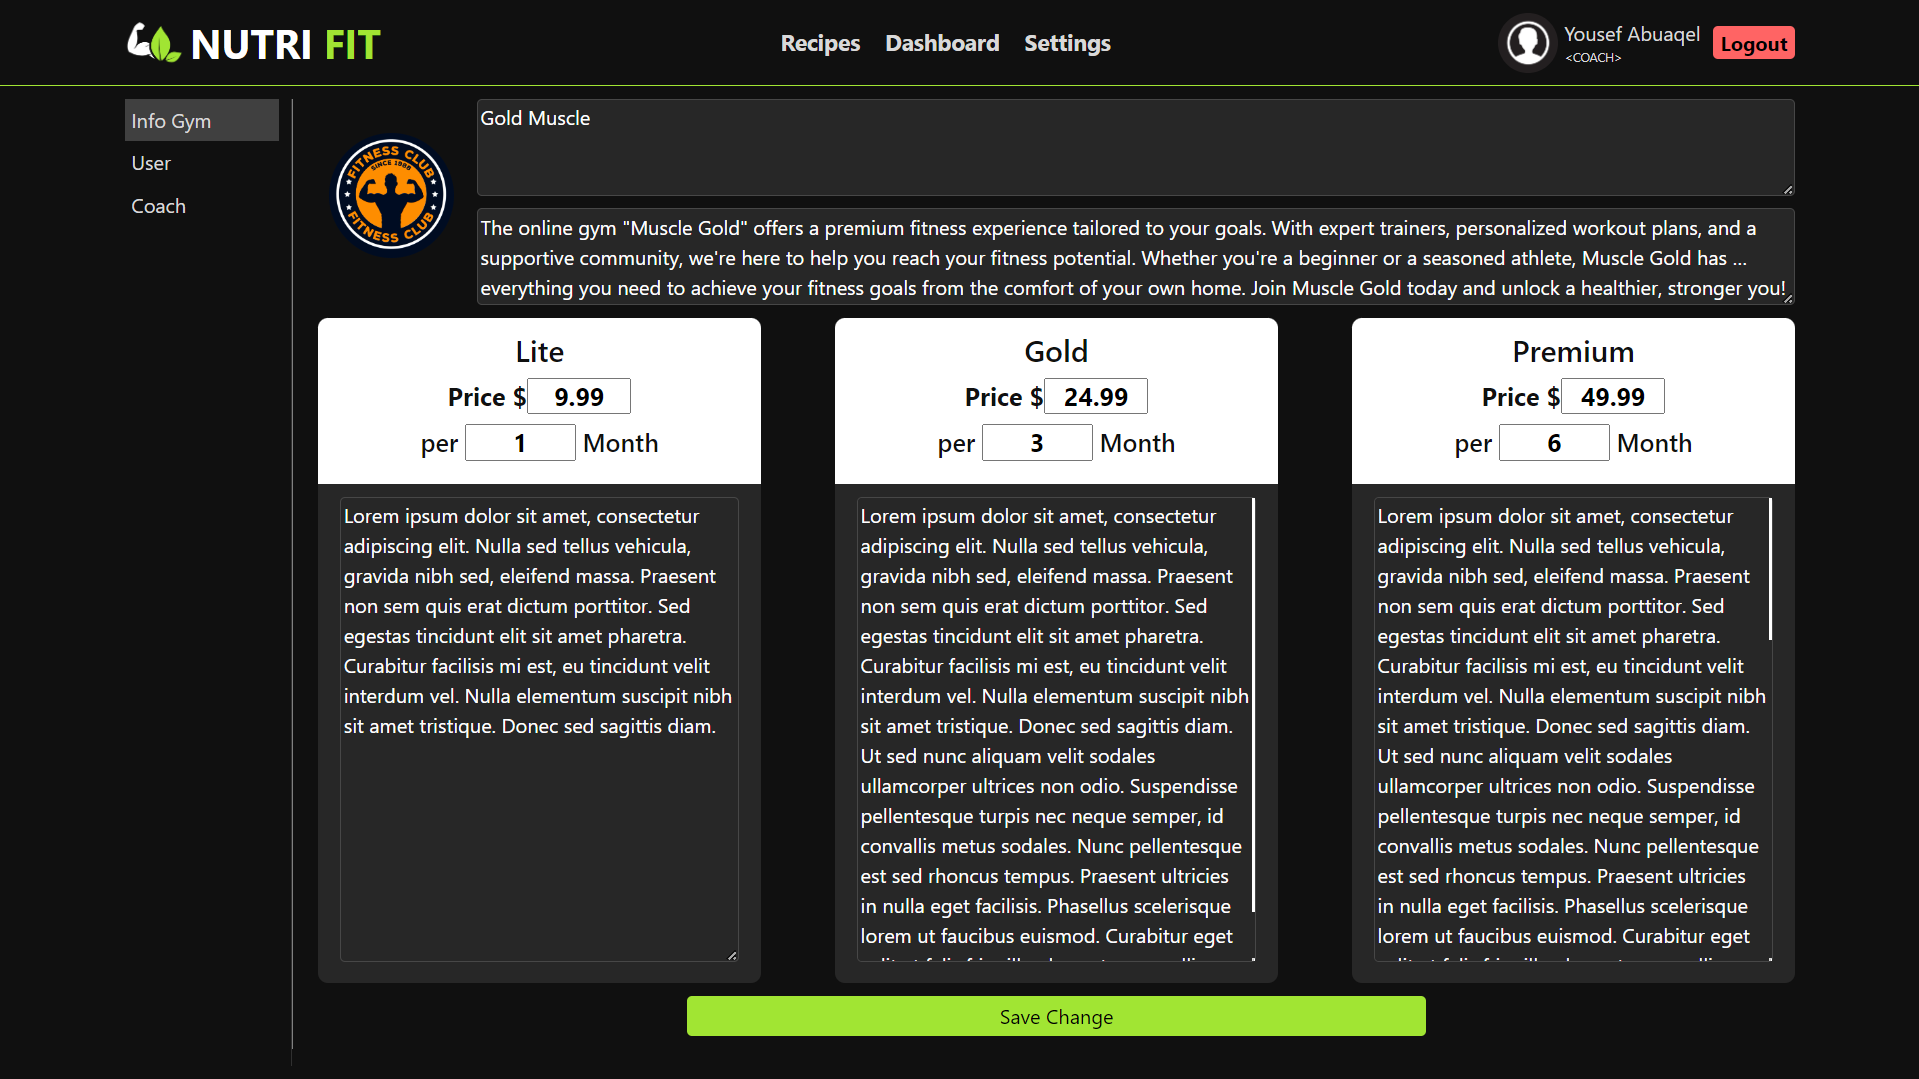 NUTRI FIT
Recipes
Dashboard
Settings
Yousef Abuaqel
<COACH>
Logout
Info Gym
User
Coach
FITNESS CLUB
SINCE 1986
FITNESS CLUB
Gold Muscle
The online gym "Muscle Gold" offers a premium fitness experience tailored to your goals. With expert trainers, personalized workout plans, and a
supportive community, we're here to help you reach your fitness potential. Whether you're a beginner or a seasoned athlete, Muscle Gold has ...
everything you need to achieve your fitness goals from the comfort of your own home. Join Muscle Gold today and unlock a healthier, stronger you!
Lite
Price $ 9.99
per 1 Month
Lorem ipsum dolor sit amet, consectetur
adipiscing elit. Nulla sed tellus vehicula,
gravida nibh sed, eleifend massa. Praesent
non sem quis erat dictum porttitor. Sed
egestas tincidunt elit sit amet pharetra.
Curabitur facilisis mi est, eu tincidunt velit
interdum vel. Nulla elementum suscipit nibh
sit amet tristique. Donec sed sagittis diam.
Gold
Price $ 24.99
per 3 Month
Lorem ipsum dolor sit amet, consectetur
adipiscing elit. Nulla sed tellus vehicula,
gravida nibh sed, eleifend massa. Praesent
non sem quis erat dictum porttitor. Sed
egestas tincidunt elit sit amet pharetra.
Curabitur facilisis mi est, eu tincidunt velit
interdum vel. Nulla elementum suscipit nibh
sit amet tristique. Donec sed sagittis diam.
Ut sed nunc aliquam velit sodales
ullamcorper ultrices non odio. Suspendisse
pellentesque turpis nec neque semper, id
convallis metus sodales. Nunc pellentesque
est sed rhoncus tempus. Praesent ultricies
in nulla eget facilisis. Phasellus scelerisque
lorem ut faucibus euismod. Curabitur eget
Premium
Price $ 49.99
per 6 Month
Lorem ipsum dolor sit amet, consectetur
adipiscing elit. Nulla sed tellus vehicula,
gravida nibh sed, eleifend massa. Praesent
non sem quis erat dictum porttitor. Sed
egestas tincidunt elit sit amet pharetra.
Curabitur facilisis mi est, eu tincidunt velit
interdum vel. Nulla elementum suscipit nibh
sit amet tristique. Donec sed sagittis diam.
Ut sed nunc aliquam velit sodales
ullamcorper ultrices non odio. Suspendisse
pellentesque turpis nec neque semper, id
convallis metus sodales. Nunc pellentesque
est sed rhoncus tempus. Praesent ultricies
in nulla eget facilisis. Phasellus scelerisque
lorem ut faucibus euismod. Curabitur eget
Save Change